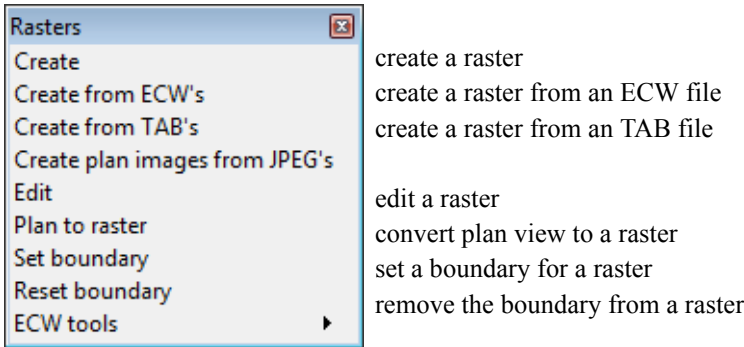 Rasters
Create create a raster
Create from ECW's create a raster from an ECW file
Create from TAB's create a raster from an TAB file
Create plan images from JPEG's
Edit edit a raster
Plan to raster convert plan view to a raster
Set boundary set a boundary for a raster
Reset boundary remove the boundary from a raster
ECW tools